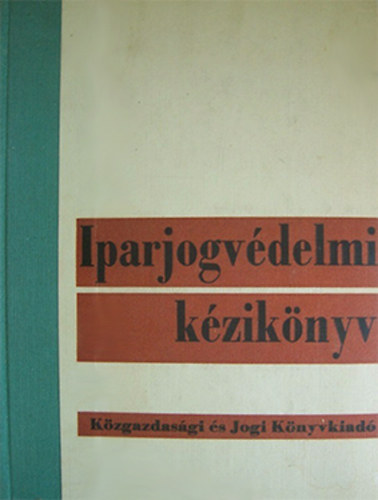 Iparjogvédelmi
kézikönyv
Közgazdasági és Jogi Könyvkiadó